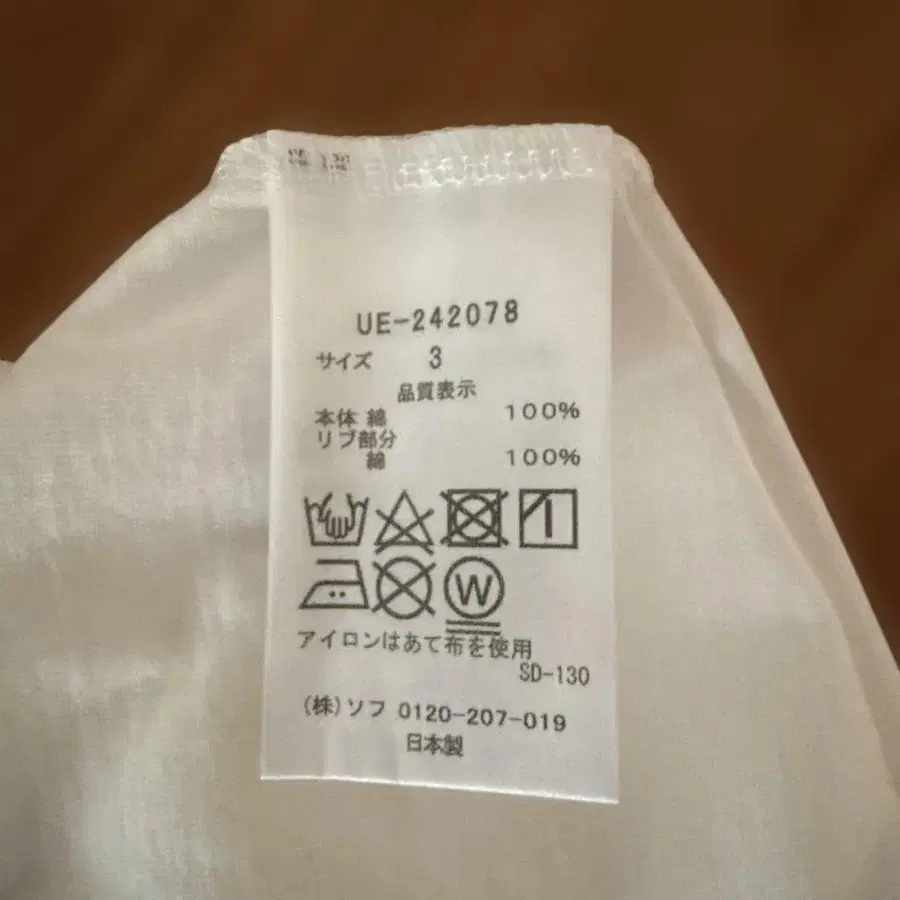 UE-242078
サイズ 3
品質表示
本体 綿 100%
リブ部分
綿 100%
W
アイロンはあて布を使用
SD-130
(株)ソフ 0120-207-019
日本製